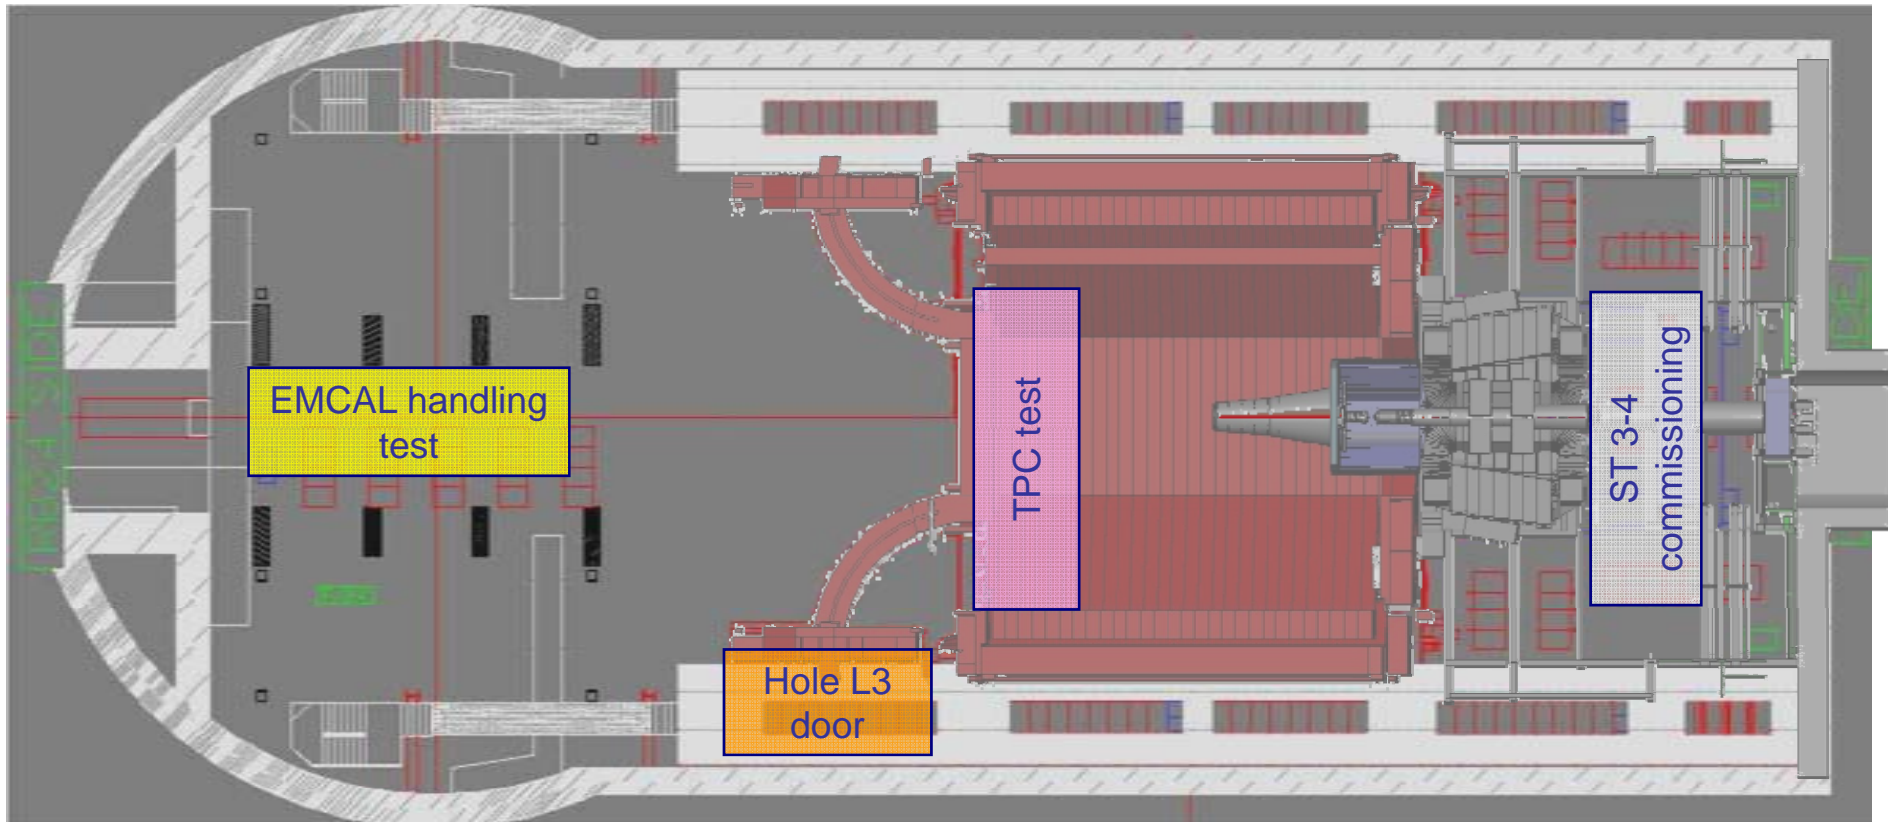 EMCAL handling
test
TPC test
ST 3-4
commissioning
Hole L3
door